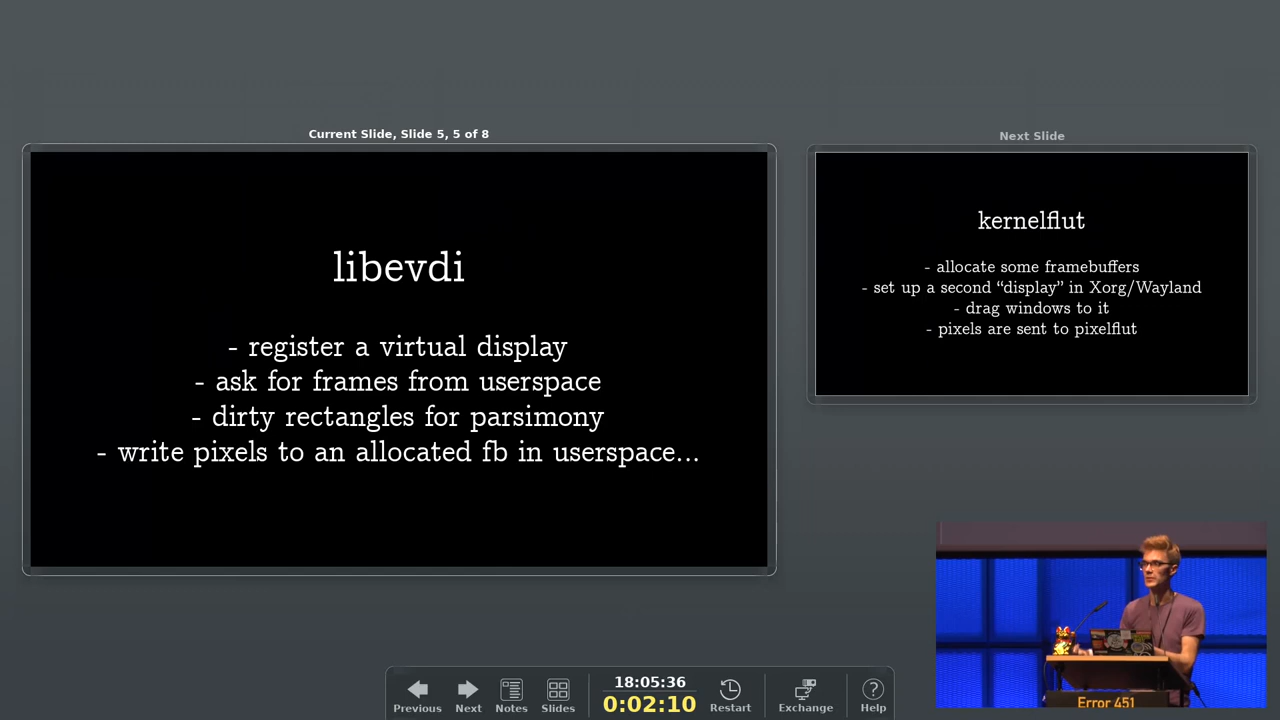 Current Slide, Slide 5, 5 of 8
libevdi
- register a virtual display
- ask for frames from userspace
- dirty rectangles for parsimony
- write pixels to an allocated fb in userspace...
Next Slide
kernelflut
- allocate some framebuffers
- set up a second “display” in Xorg/Wayland
- drag windows to it
- pixels are sent to pixelflut
Previous
Next
Notes
Slides
18:05:36
0:02:10
Restart
Exchange
Help
Error 451